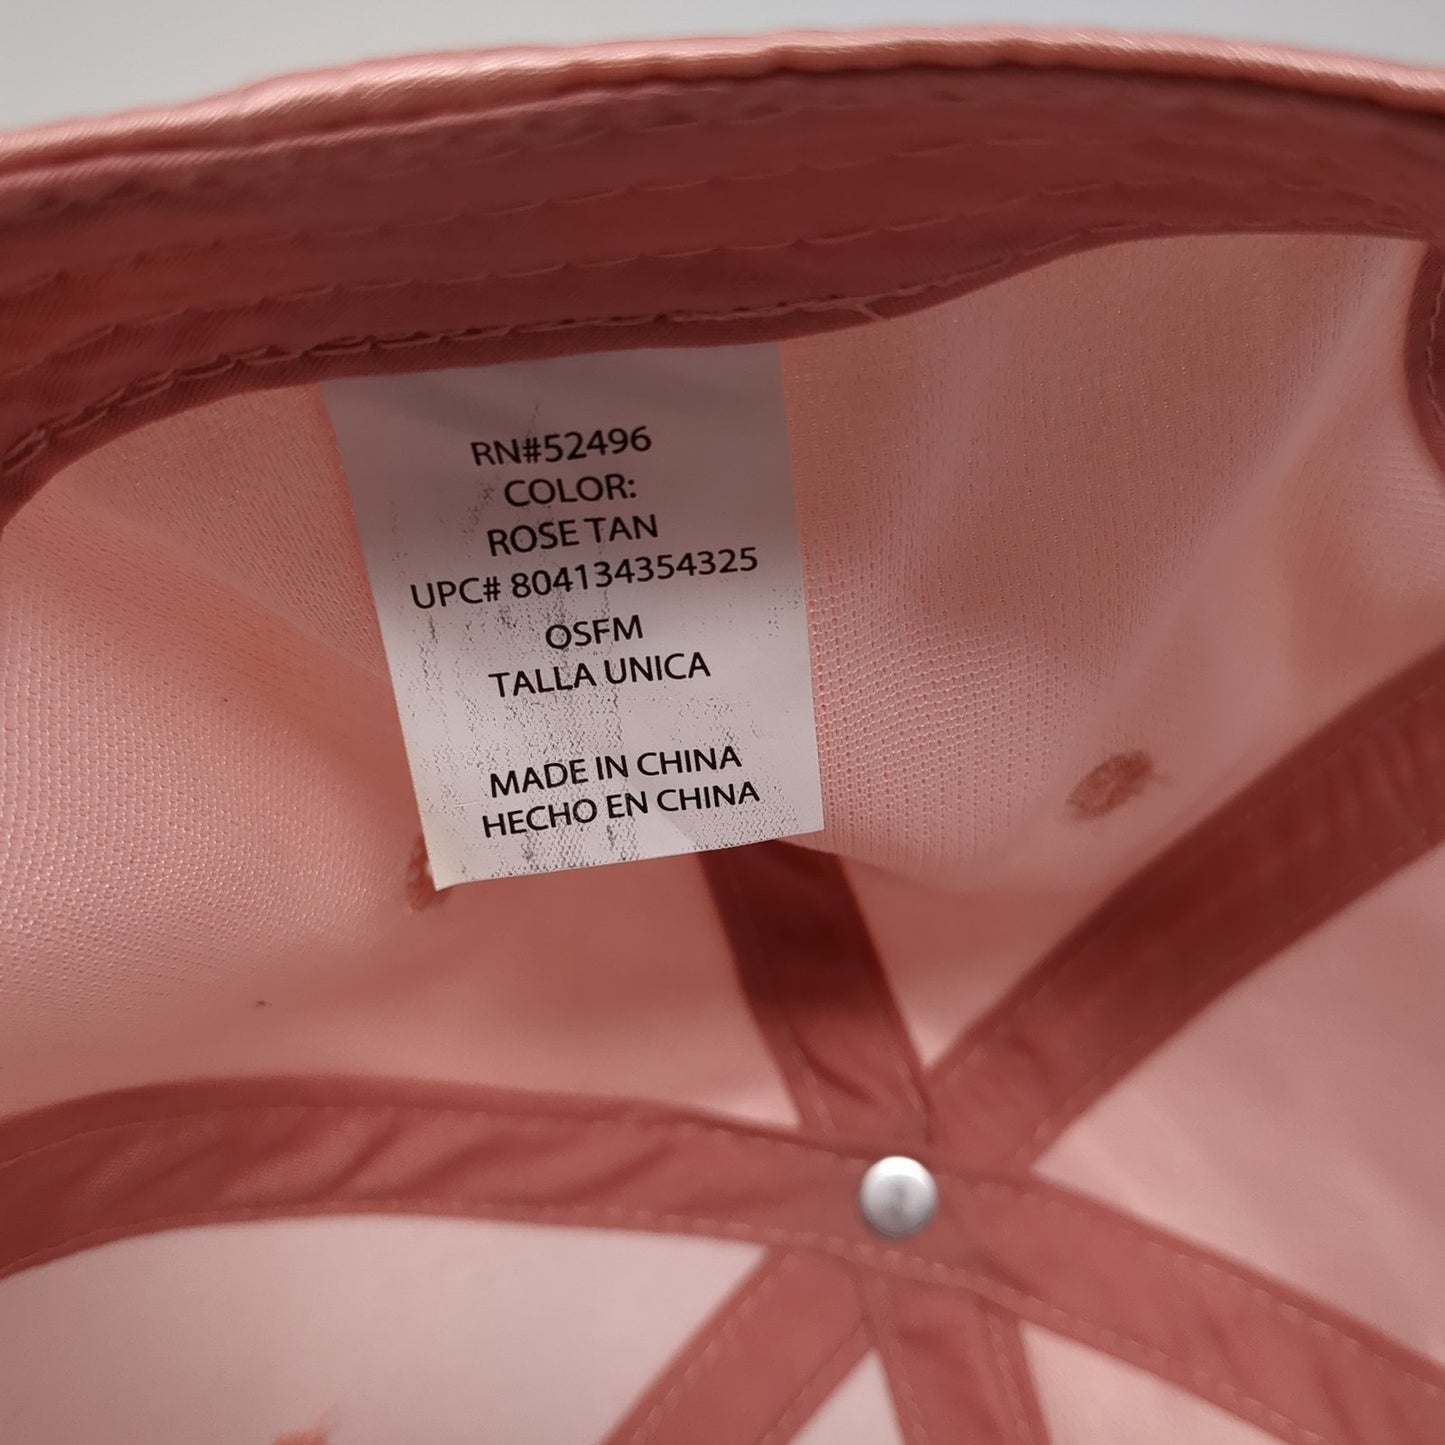 RN#52496
COLOR:
ROSE TAN
UPC# 804134354325
OSFM
TALLA UNICA
MADE IN CHINA
HECHO EN CHINA